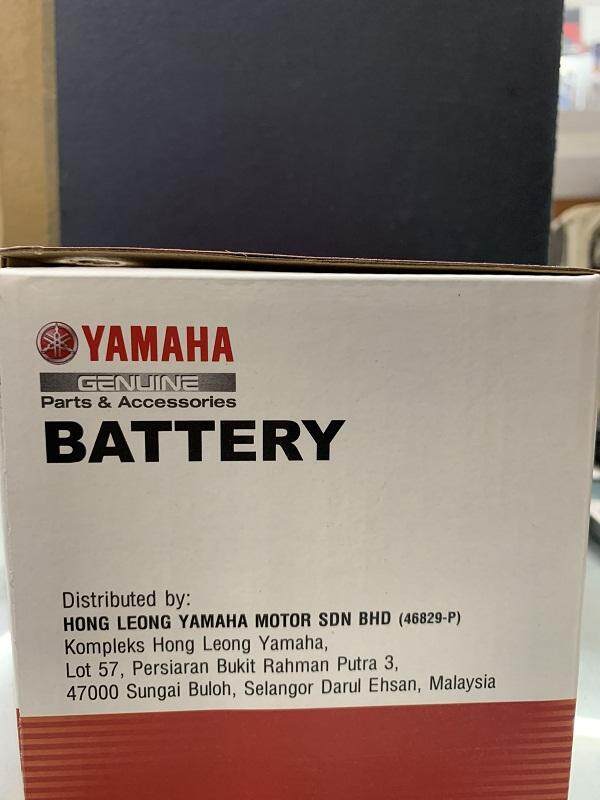 YAMAHA
GENUINE
Parts & Accessories
BATTERY
Distributed by:
HONG LEONG YAMAHA MOTOR SDN BHD (46829-P)
Kompleks Hong Leong Yamaha,
Lot 57, Persiaran Bukit Rahman Putra 3,
47000 Sungai Buloh, Selangor Darul Ehsan, Malaysia